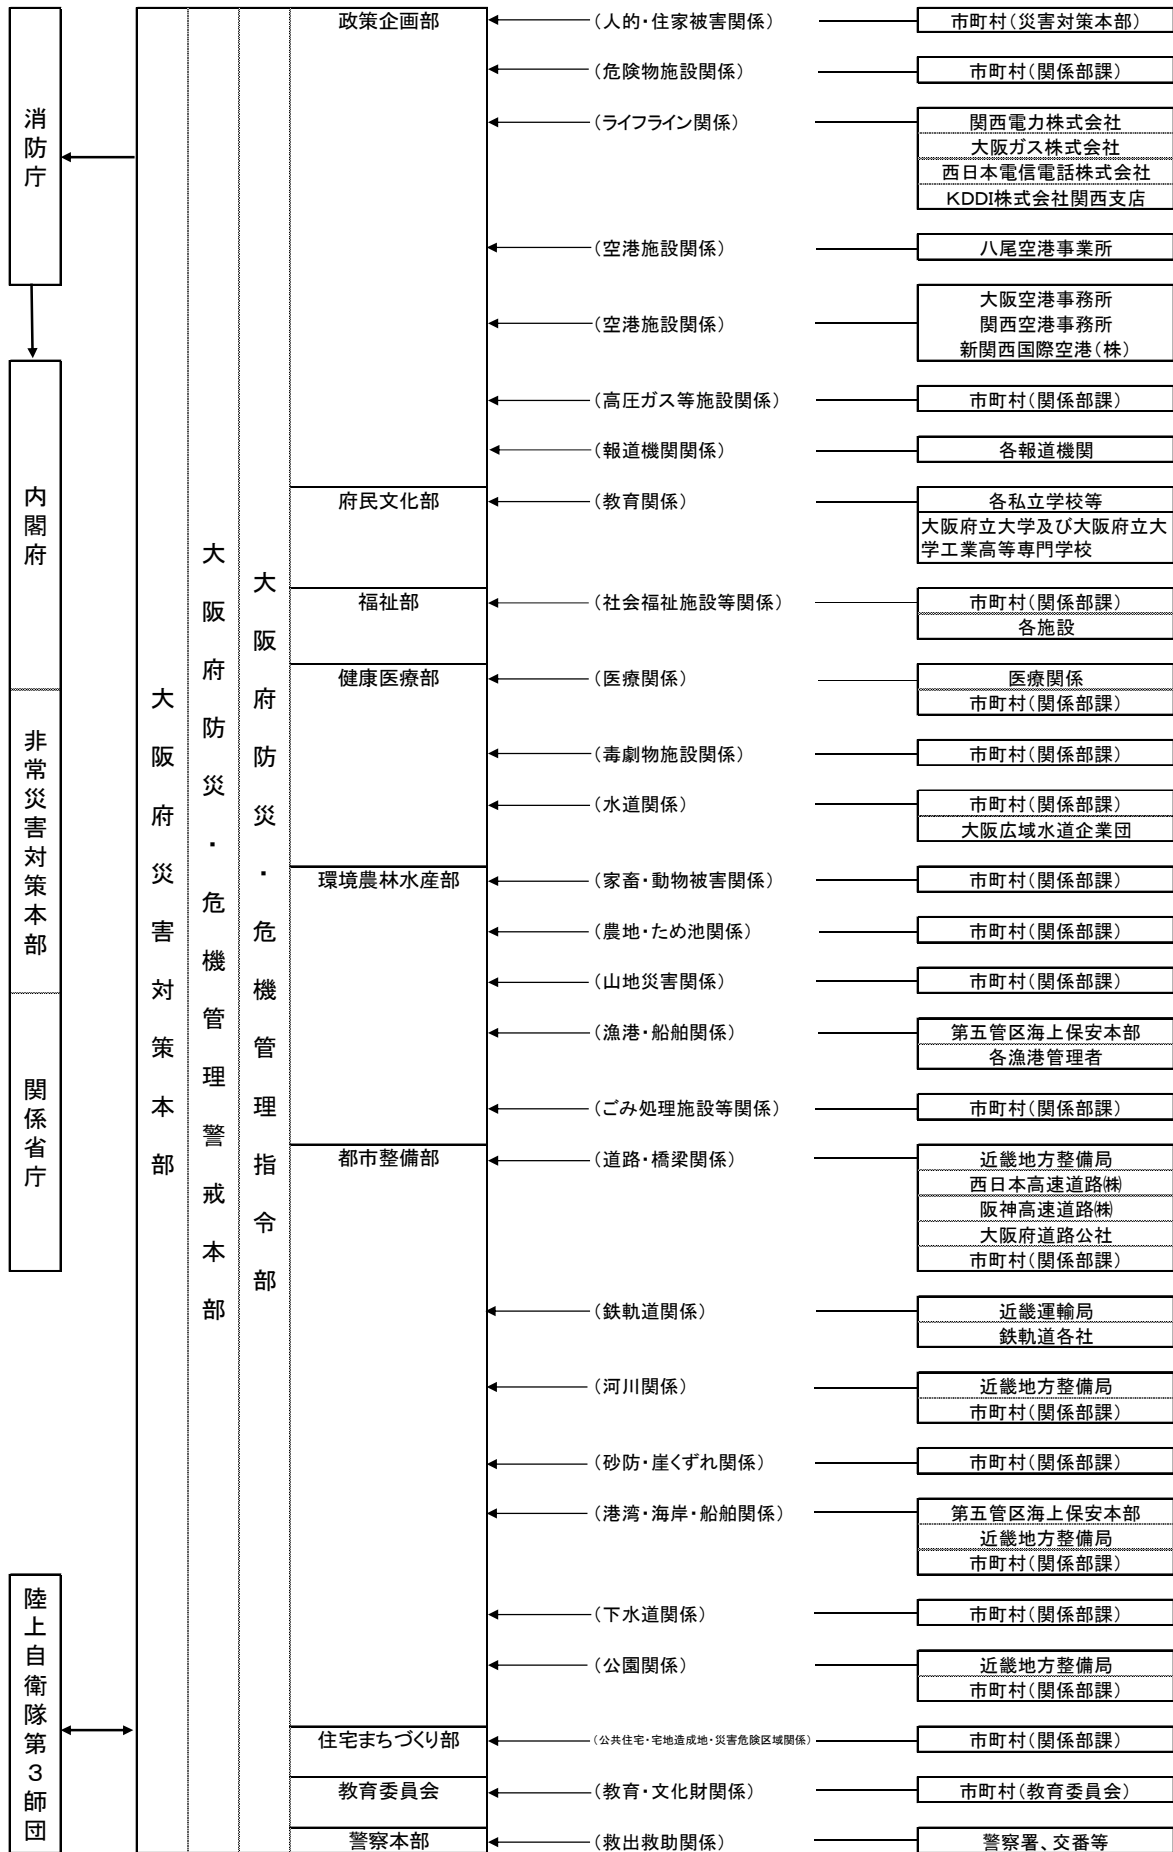 消防庁
内閣府
非常災害対策本部
関係省庁
陸上自衛隊第3師団
大阪府災害対策本部
大阪府防災・危機管理警戒本部
大阪府防災・危機管理指令部
政策企画部
(人的・住家被害関係)
市町村(災害対策本部)
(危険物施設関係)
市町村(関係部課)
(ライフライン関係)
関西電力株式会社
大阪ガス株式会社
西日本電信電話株式会社
KDDI株式会社関西支店
(空港施設関係)
八尾空港事業所
(空港施設関係)
大阪空港事務所
関西空港事務所
新関西国際空港(株)
(高圧ガス等施設関係)
市町村(関係部課)
(報道機関関係)
各報道機関
府民文化部
(教育関係)
各私立学校等
大阪府立大学及び大阪府立大
学工業高等専門学校
福祉部
(社会福祉施設等関係)
市町村(関係部課)
各施設
健康医療部
(医療関係)
医療関係
市町村(関係部課)
(毒劇物施設関係)
市町村(関係部課)
(水道関係)
市町村(関係部課)
大阪広域水道企業団
環境農林水産部
(家畜・動物被害関係)
市町村(関係部課)
(農地・ため池関係)
市町村(関係部課)
(山地災害関係)
市町村(関係部課)
(漁港・船舶関係)
第五管区海上保安本部
各漁港管理者
(ごみ処理施設等関係)
市町村(関係部課)
都市整備部
(道路・橋梁関係)
近畿地方整備局
西日本高速道路㈱
阪神高速道路㈱
大阪府道路公社
市町村(関係部課)
(鉄軌道関係)
近畿運輸局
鉄軌道各社
(河川関係)
近畿地方整備局
市町村(関係部課)
(砂防・崖くずれ関係)
市町村(関係部課)
(港湾・海岸・船舶関係)
第五管区海上保安本部
近畿地方整備局
市町村(関係部課)
(下水道関係)
市町村(関係部課)
(公園関係)
近畿地方整備局
市町村(関係部課)
住宅まちづくり部
(公共住宅・宅地造成地・災害危険区域関係)
市町村(関係部課)
教育委員会
(教育・文化財関係)
市町村(教育委員会)
警察本部
(救出救助関係)
警察署、交番等